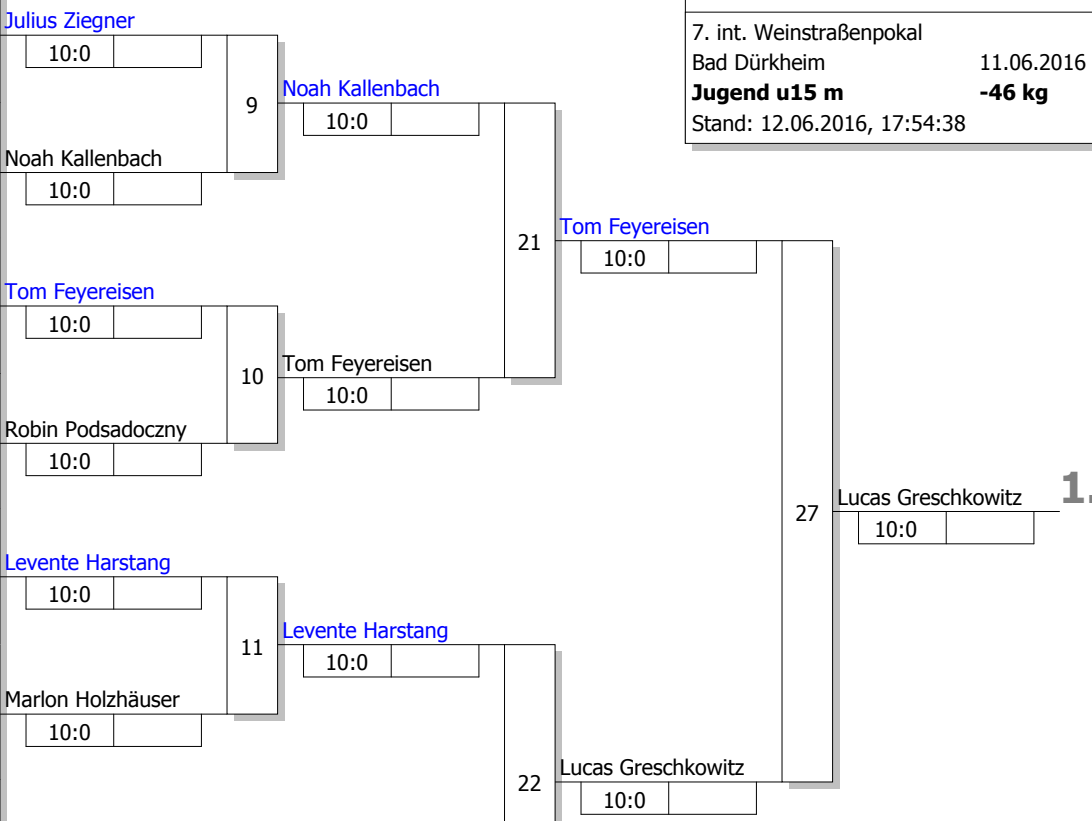 Julius Ziegner
10:0
9
Noah Kallenbach
10:0
Noah Kallenbach
10:0
7. int. Weinstraßenpokal
Bad Dürkheim 11.06.2016
Jugend u15 m -46 kg
Stand: 12.06.2016, 17:54:38
21
Tom Feyereisen
10:0
Tom Feyereisen
10:0
10
Tom Feyereisen
10:0
Robin Podsadoczny
10:0
27
Lucas Greschkowitz 1.
10:0
Levente Harstang
10:0
11
Levente Harstang
10:0
Marlon Holzhäuser
10:0
22
Lucas Greschkowitz
10:0